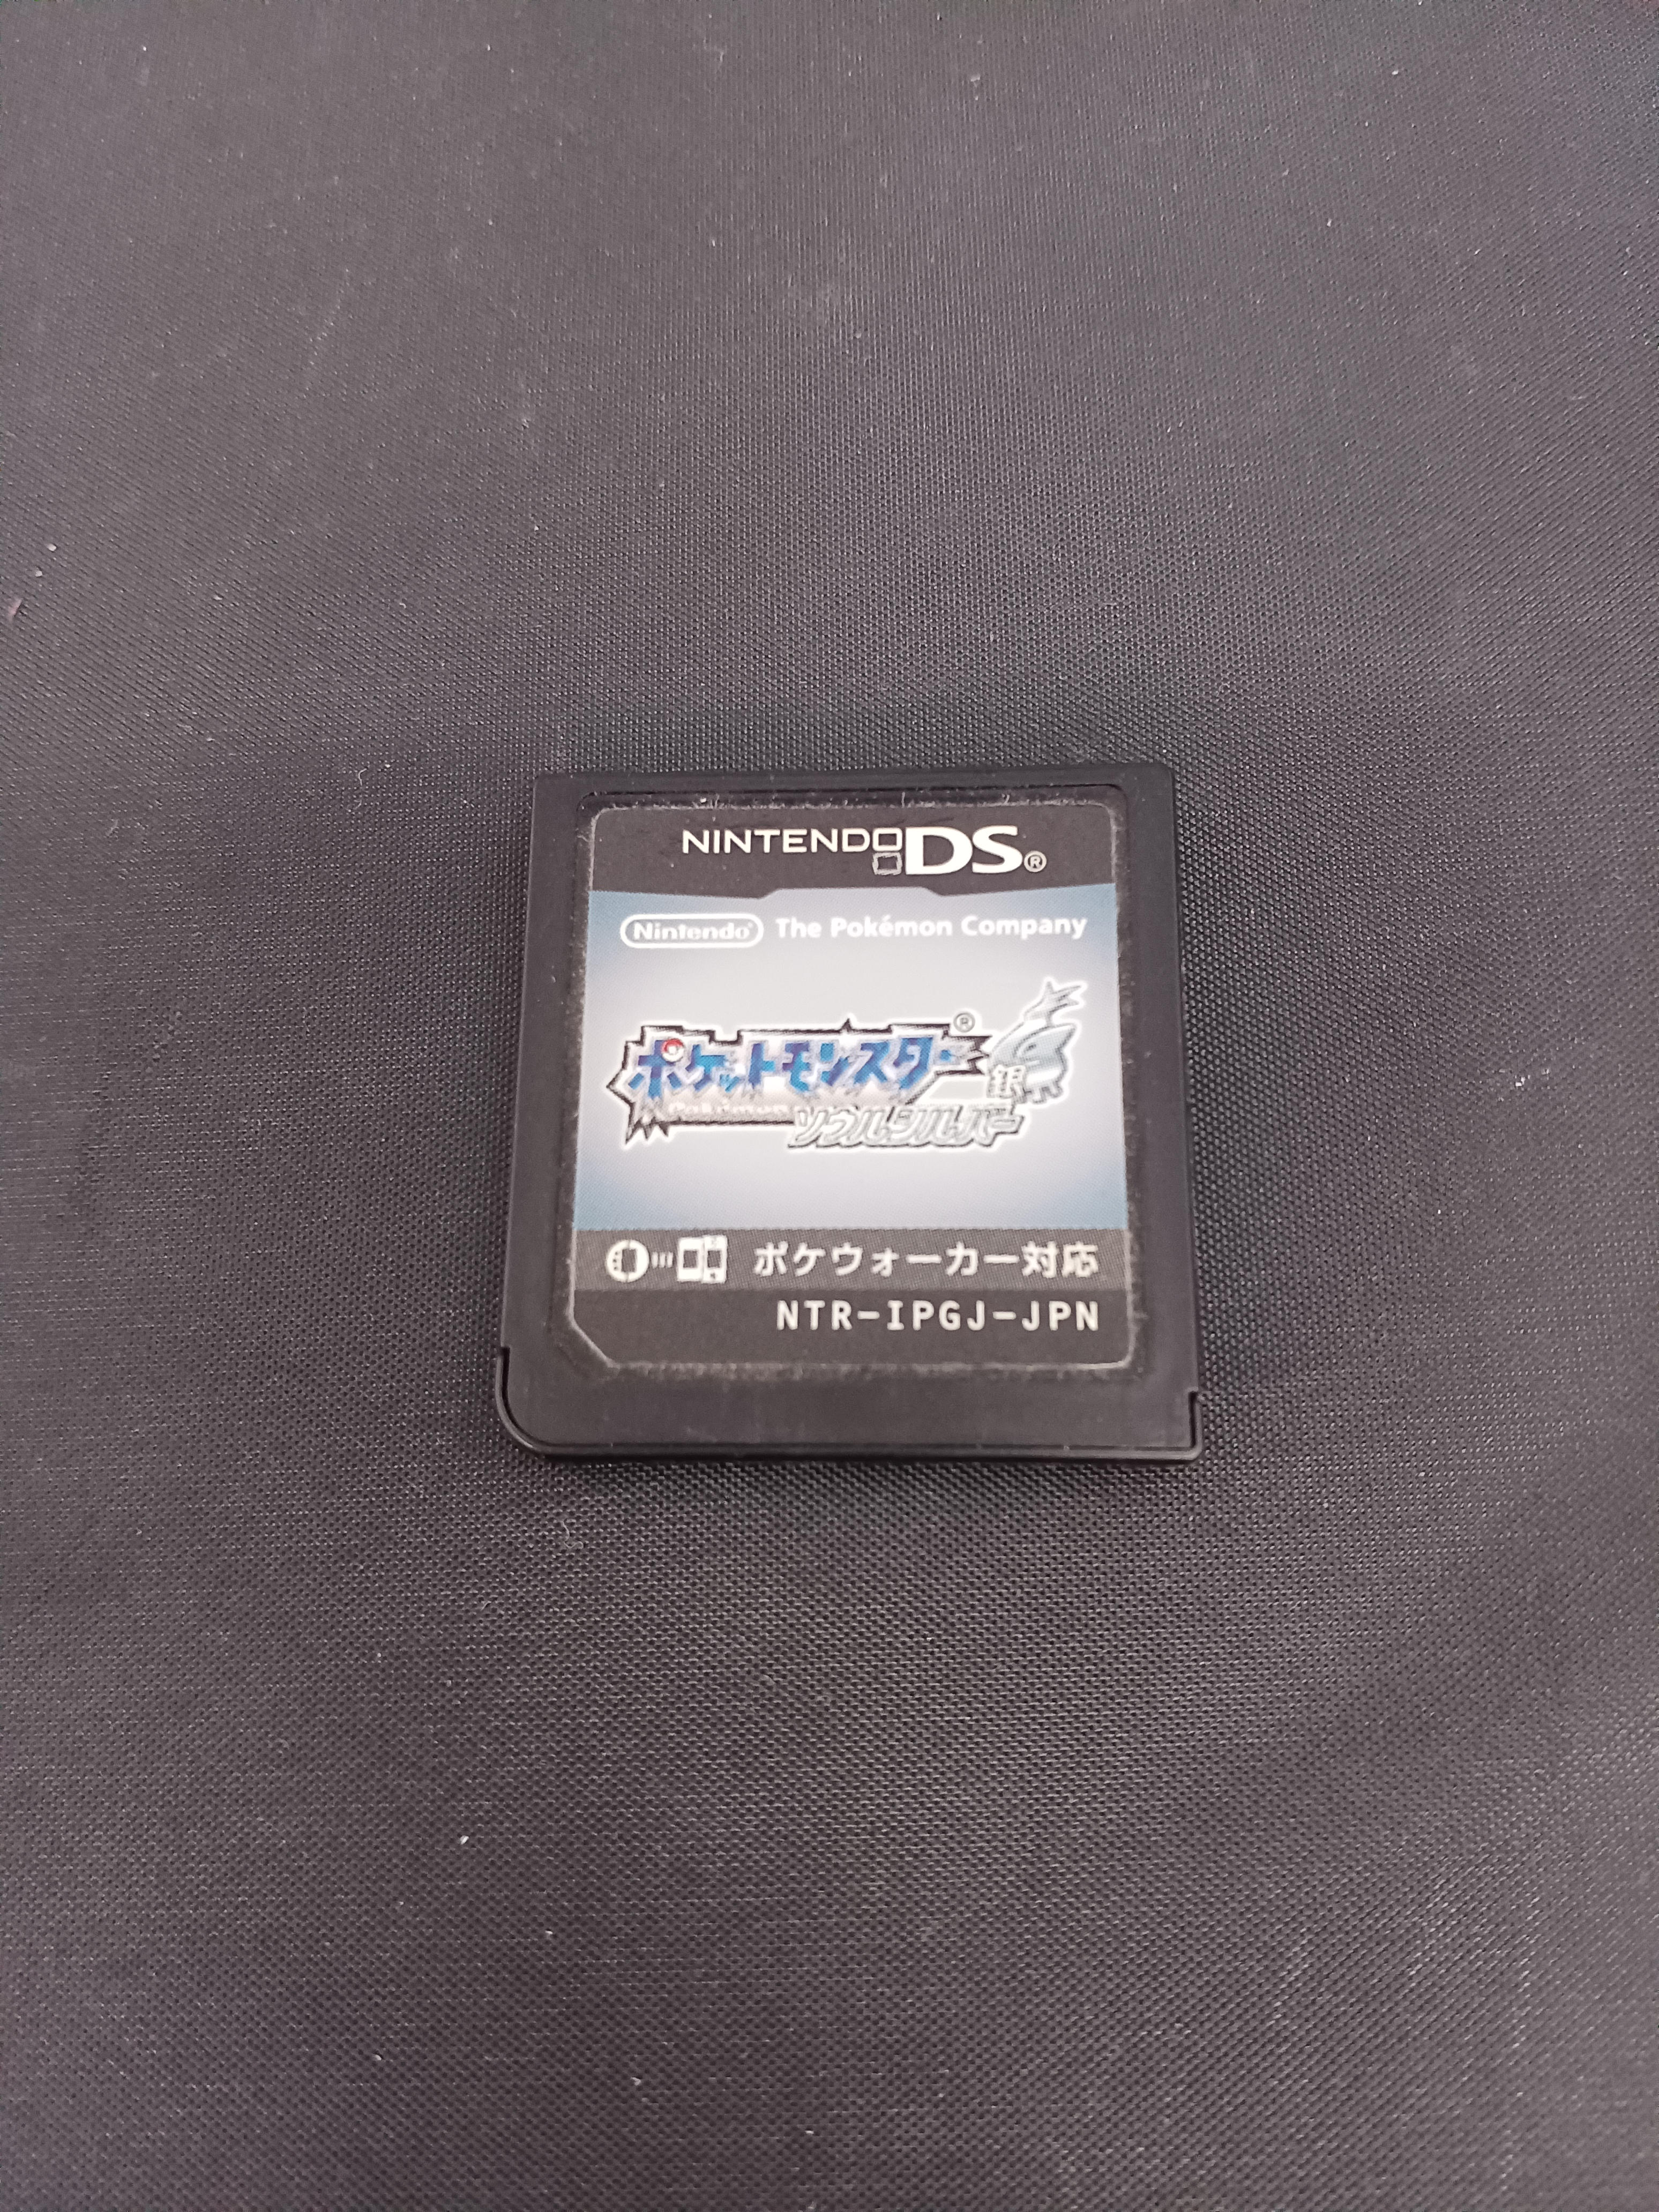 NINTENDO DS®
Nintendo® The Pokémon Company
ポケットモンスター®
Pokémon
銀
ソウルシルバー
ポケウォーカー対応
NTR-IPGJ-JPN